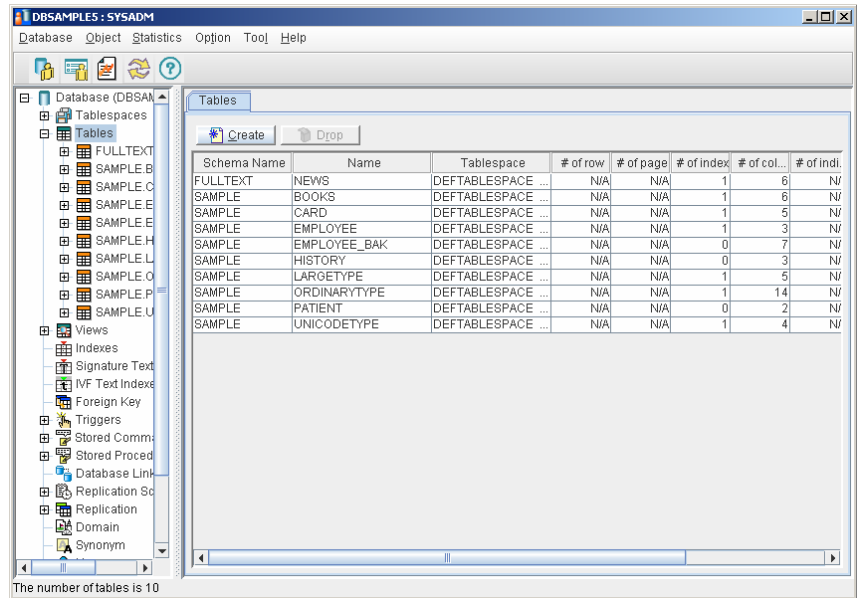 DBSAMPLE5 : SYSADM
Database Object Statistics Option Tool Help
Database (DBSAM
Tablespaces
Tables
FULLTEXT
SAMPLE.B
SAMPLE.C
SAMPLE.E
SAMPLE.E
SAMPLE.H
SAMPLE.L
SAMPLE.O
SAMPLE.P
SAMPLE.U
Views
Indexes
Signature Text
IVF Text Indexe
Foreign Key
Triggers
Stored Comma
Stored Proced
Database Link
Replication Sc
Replication
Domain
Synonym
Tables
Create Drop
Schema Name Name Tablespace # of row # of page # of index # of col... # of indi.
FULLTEXT NEWS DEFTABLESPACE ... N/A N/A 1 6 N/
SAMPLE BOOKS DEFTABLESPACE ... N/A N/A 1 6 N/
SAMPLE CARD DEFTABLESPACE ... N/A N/A 1 5 N/
SAMPLE EMPLOYEE DEFTABLESPACE ... N/A N/A 1 3 N/
SAMPLE EMPLOYEE_BAK DEFTABLESPACE ... N/A N/A 0 7 N/
SAMPLE HISTORY DEFTABLESPACE ... N/A N/A 0 3 N/
SAMPLE LARGETYPE DEFTABLESPACE ... N/A N/A 1 5 N/
SAMPLE ORDINARYTYPE DEFTABLESPACE ... N/A N/A 1 14 N/
SAMPLE PATIENT DEFTABLESPACE ... N/A N/A 0 2 N/
SAMPLE UNICODETYPE DEFTABLESPACE ... N/A N/A 1 4 N/
The number of tables is 10